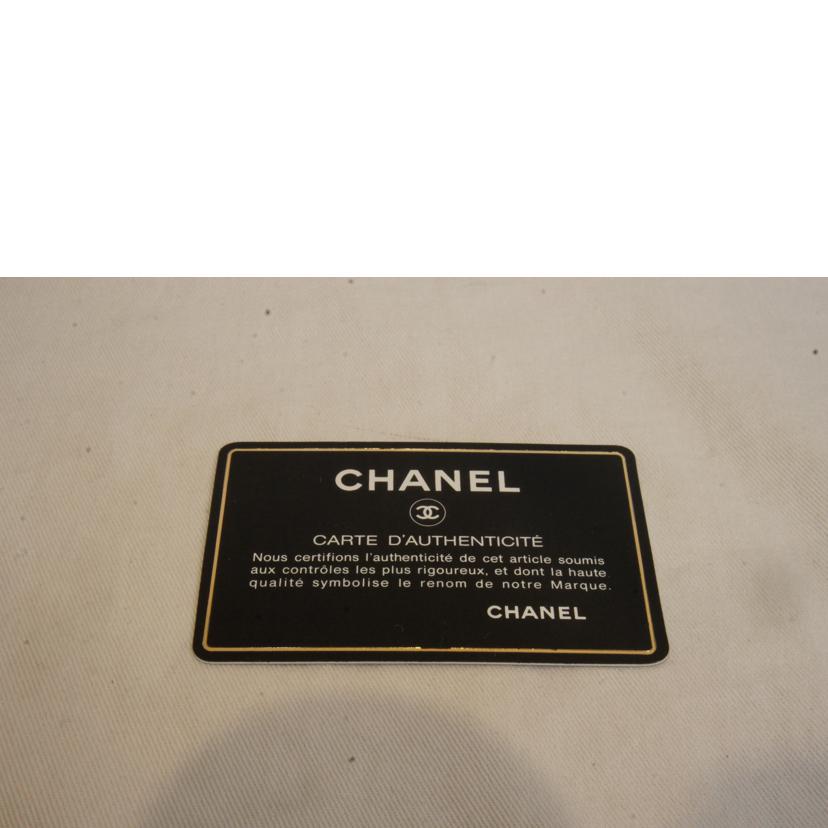 CHANEL
CARTE D'AUTHENTICITÉ
Nous certifions l'authenticité de cet article soumis
aux contrôles les plus rigoureux, et dont la haute
qualité symbolise le renom de notre Marque.
CHANEL